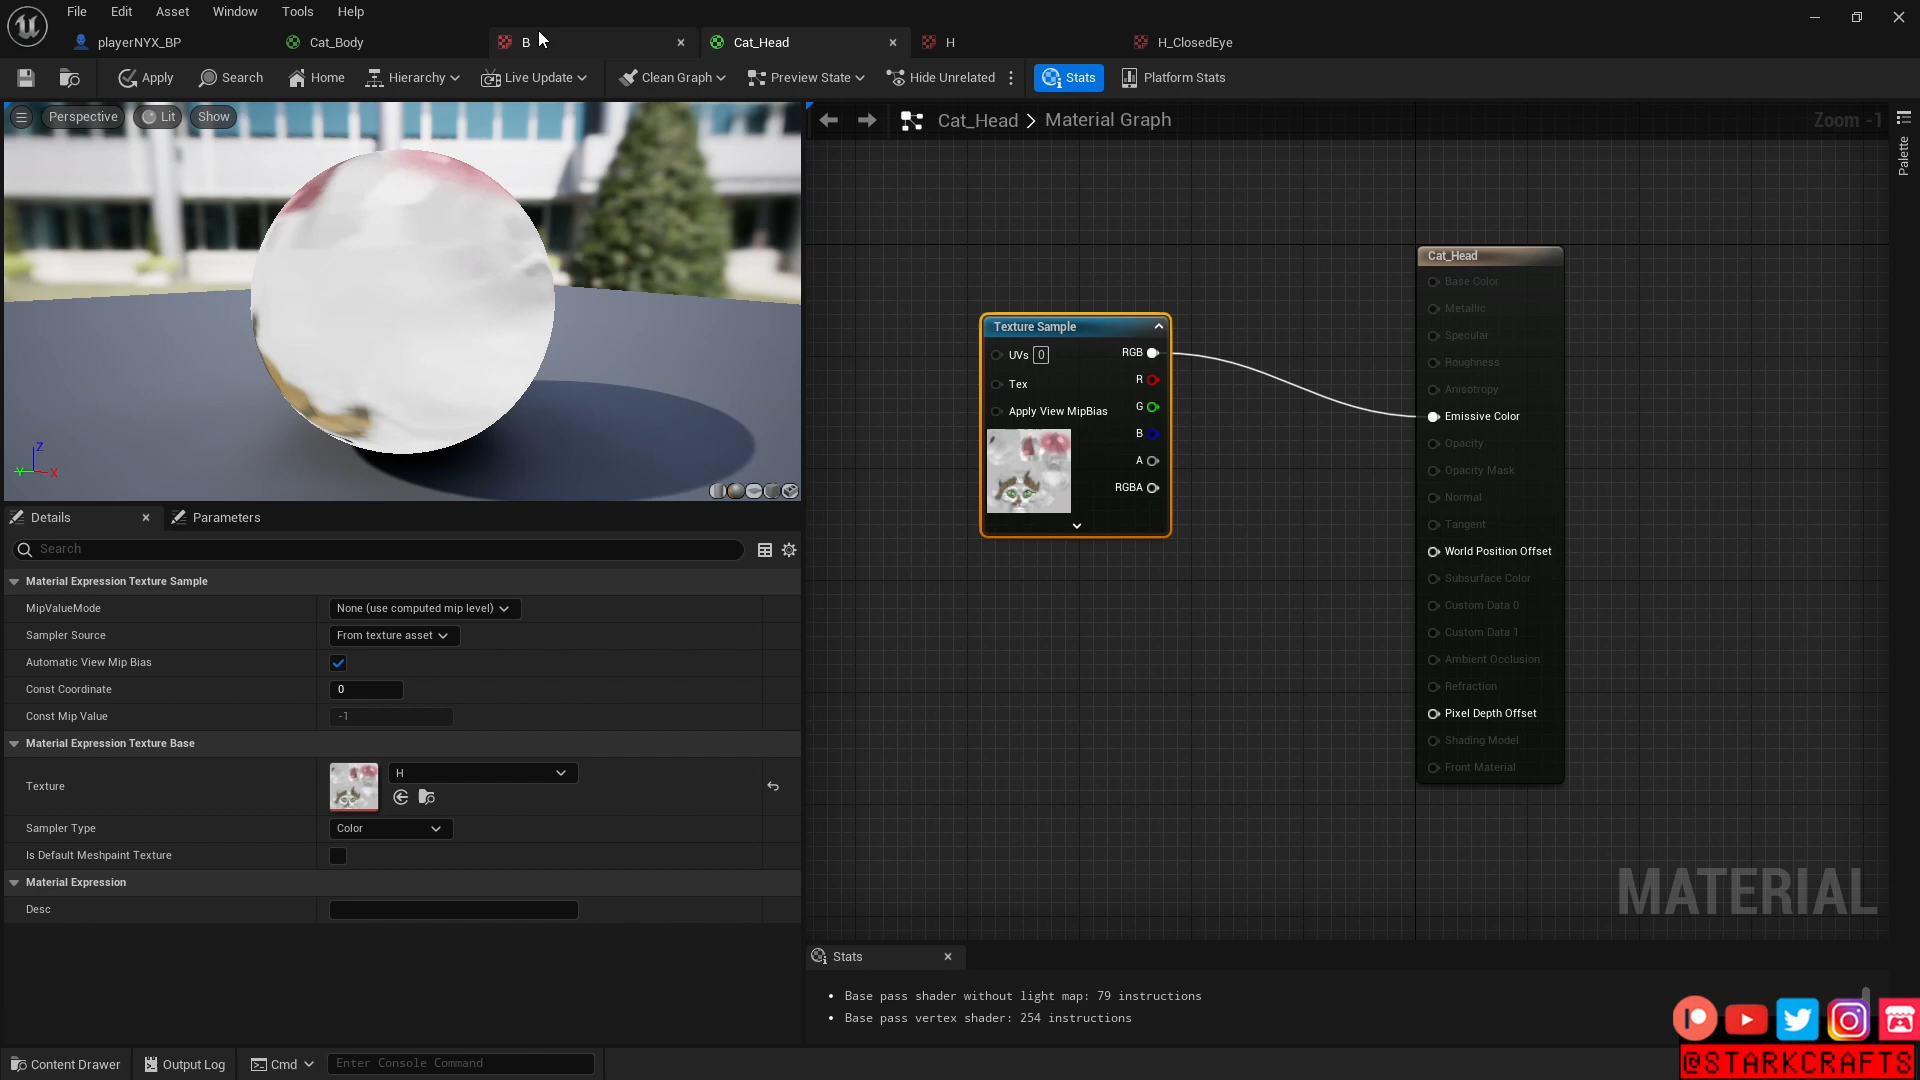 File Edit Asset Window Tools Help
playerNYX_BP Cat_Body B Cat_Head H H_ClosedEye
Apply Search Home Hierarchy Live Update Clean Graph Preview State Hide Unrelated Stats Platform Stats
Perspective Lit Show
Cat_Head > Material Graph
Zoom -1
Palette
Z
Y X
Cat_Head
Base Color
Metallic
Specular
Roughness
Anisotropy
Emissive Color
Opacity
Opacity Mask
Normal
Tangent
World Position Offset
Subsurface Color
Custom Data 0
Custom Data 1
Ambient Occlusion
Refraction
Pixel Depth Offset
Shading Model
Front Material
Texture Sample
UVs 0 RGB
R
Tex
G
Apply View MipBias
B
A
RGBA
Details Parameters
Search
Material Expression Texture Sample
MipValueMode None (use computed mip level)
Sampler Source From texture asset
Automatic View Mip Bias
Const Coordinate 0
Const Mip Value -1
Material Expression Texture Base
Texture H
Sampler Type Color
Is Default Meshpaint Texture
Material Expression
Desc
MATERIAL
Stats
• Base pass shader without light map: 79 instructions
• Base pass vertex shader: 254 instructions
Content Drawer Output Log Cmd Enter Console Command
@STARKCRAFTS